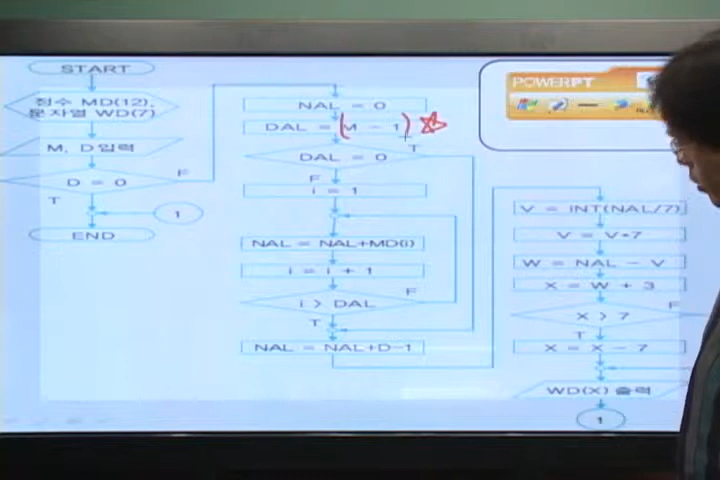 START
정수 MD(12),
문자열 WD(7)
M, D입력
D = 0
F
T
1
END
NAL = 0
DAL = (M - 1)
DAL = 0
T
F
i = 1
NAL = NAL+MD(i)
i = i + 1
i > DAL
F
T
NAL = NAL+D-1
V = INT(NAL/7)
V = V*7
W = NAL - V
X = W + 3
X > 7
F
T
X = X - 7
WD(X) 출력
1
POWERPT